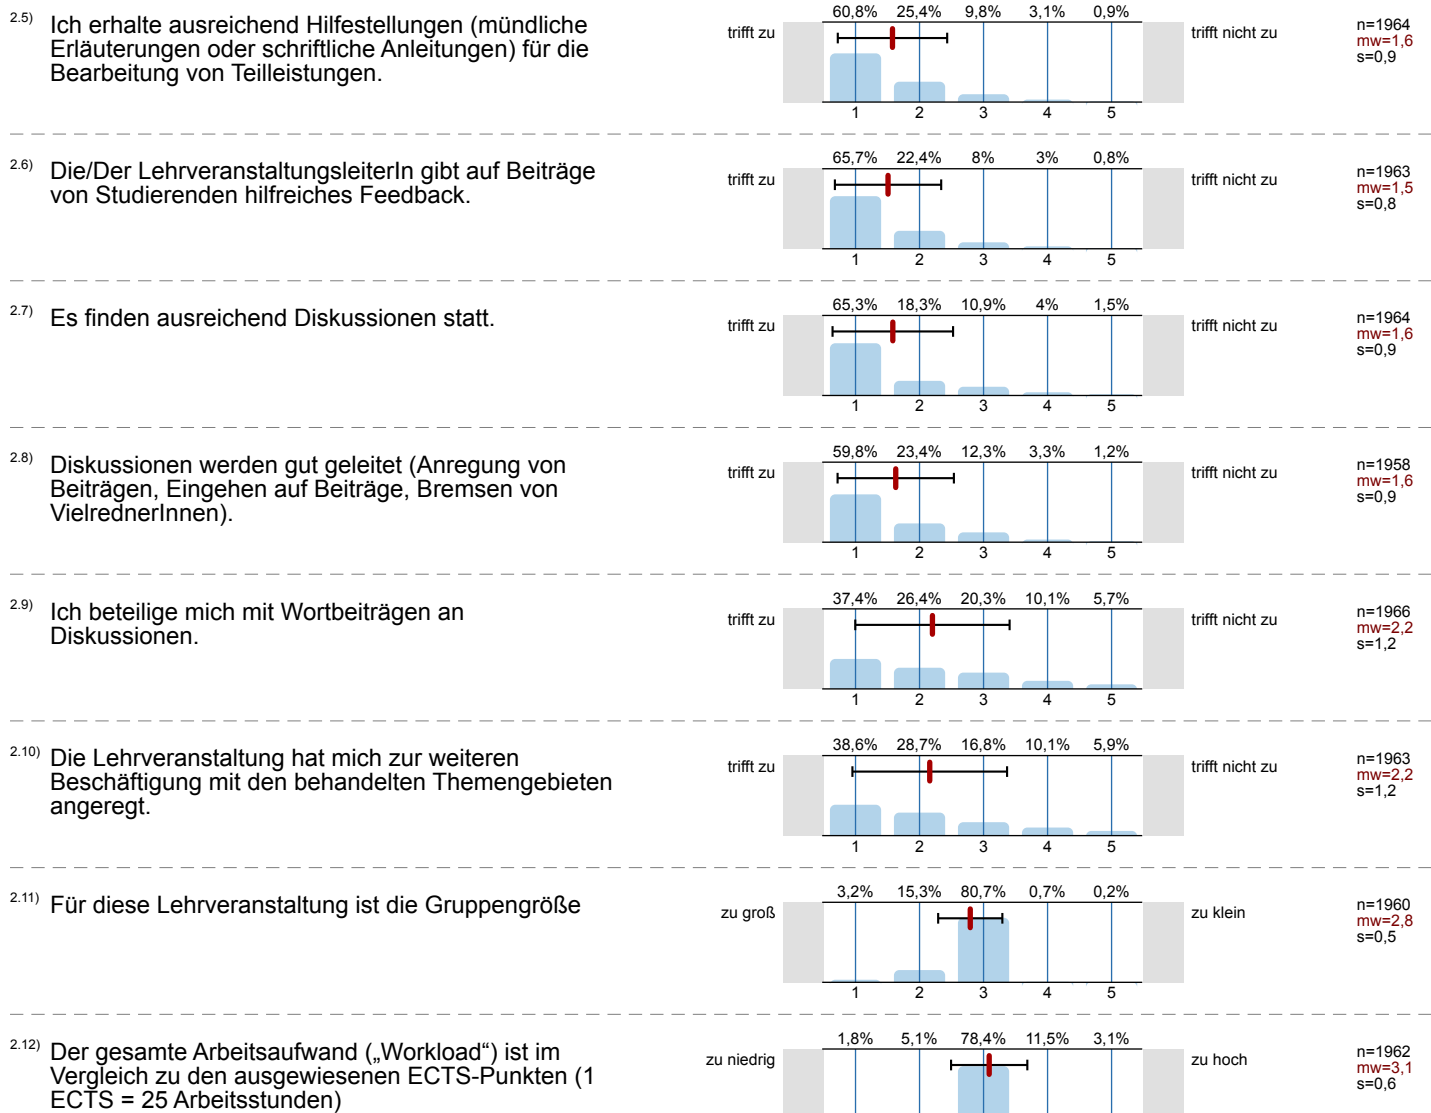 2.5) Ich erhalte ausreichend Hilfestellungen (mündliche
Erläuterungen oder schriftliche Anleitungen) für die
Bearbeitung von Teilleistungen.
trifft zu
60,8% 25,4% 9,8% 3,1% 0,9%
1 2 3 4 5
trifft nicht zu
n=1964
mw=1,6
s=0,9
2.6) Die/Der LehrveranstaltungsleiterIn gibt auf Beiträge
von Studierenden hilfreiches Feedback.
trifft zu
65,7% 22,4% 8% 3% 0,8%
1 2 3 4 5
trifft nicht zu
n=1963
mw=1,5
s=0,8
2.7) Es finden ausreichend Diskussionen statt.
trifft zu
65,3% 18,3% 10,9% 4% 1,5%
1 2 3 4 5
trifft nicht zu
n=1964
mw=1,6
s=0,9
2.8) Diskussionen werden gut geleitet (Anregung von
Beiträgen, Eingehen auf Beiträge, Bremsen von
VielrednerInnen).
trifft zu
59,8% 23,4% 12,3% 3,3% 1,2%
1 2 3 4 5
trifft nicht zu
n=1958
mw=1,6
s=0,9
2.9) Ich beteilige mich mit Wortbeiträgen an
Diskussionen.
trifft zu
37,4% 26,4% 20,3% 10,1% 5,7%
1 2 3 4 5
trifft nicht zu
n=1966
mw=2,2
s=1,2
2.10) Die Lehrveranstaltung hat mich zur weiteren
Beschäftigung mit den behandelten Themengebieten
angeregt.
trifft zu
38,6% 28,7% 16,8% 10,1% 5,9%
1 2 3 4 5
trifft nicht zu
n=1963
mw=2,2
s=1,2
2.11) Für diese Lehrveranstaltung ist die Gruppengröße
zu groß
3,2% 15,3% 80,7% 0,7% 0,2%
1 2 3 4 5
zu klein
n=1960
mw=2,8
s=0,5
2.12) Der gesamte Arbeitsaufwand („Workload“) ist im
Vergleich zu den ausgewiesenen ECTS-Punkten (1
ECTS = 25 Arbeitsstunden)
zu niedrig
1,8% 5,1% 78,4% 11,5% 3,1%
zu hoch
n=1962
mw=3,1
s=0,6